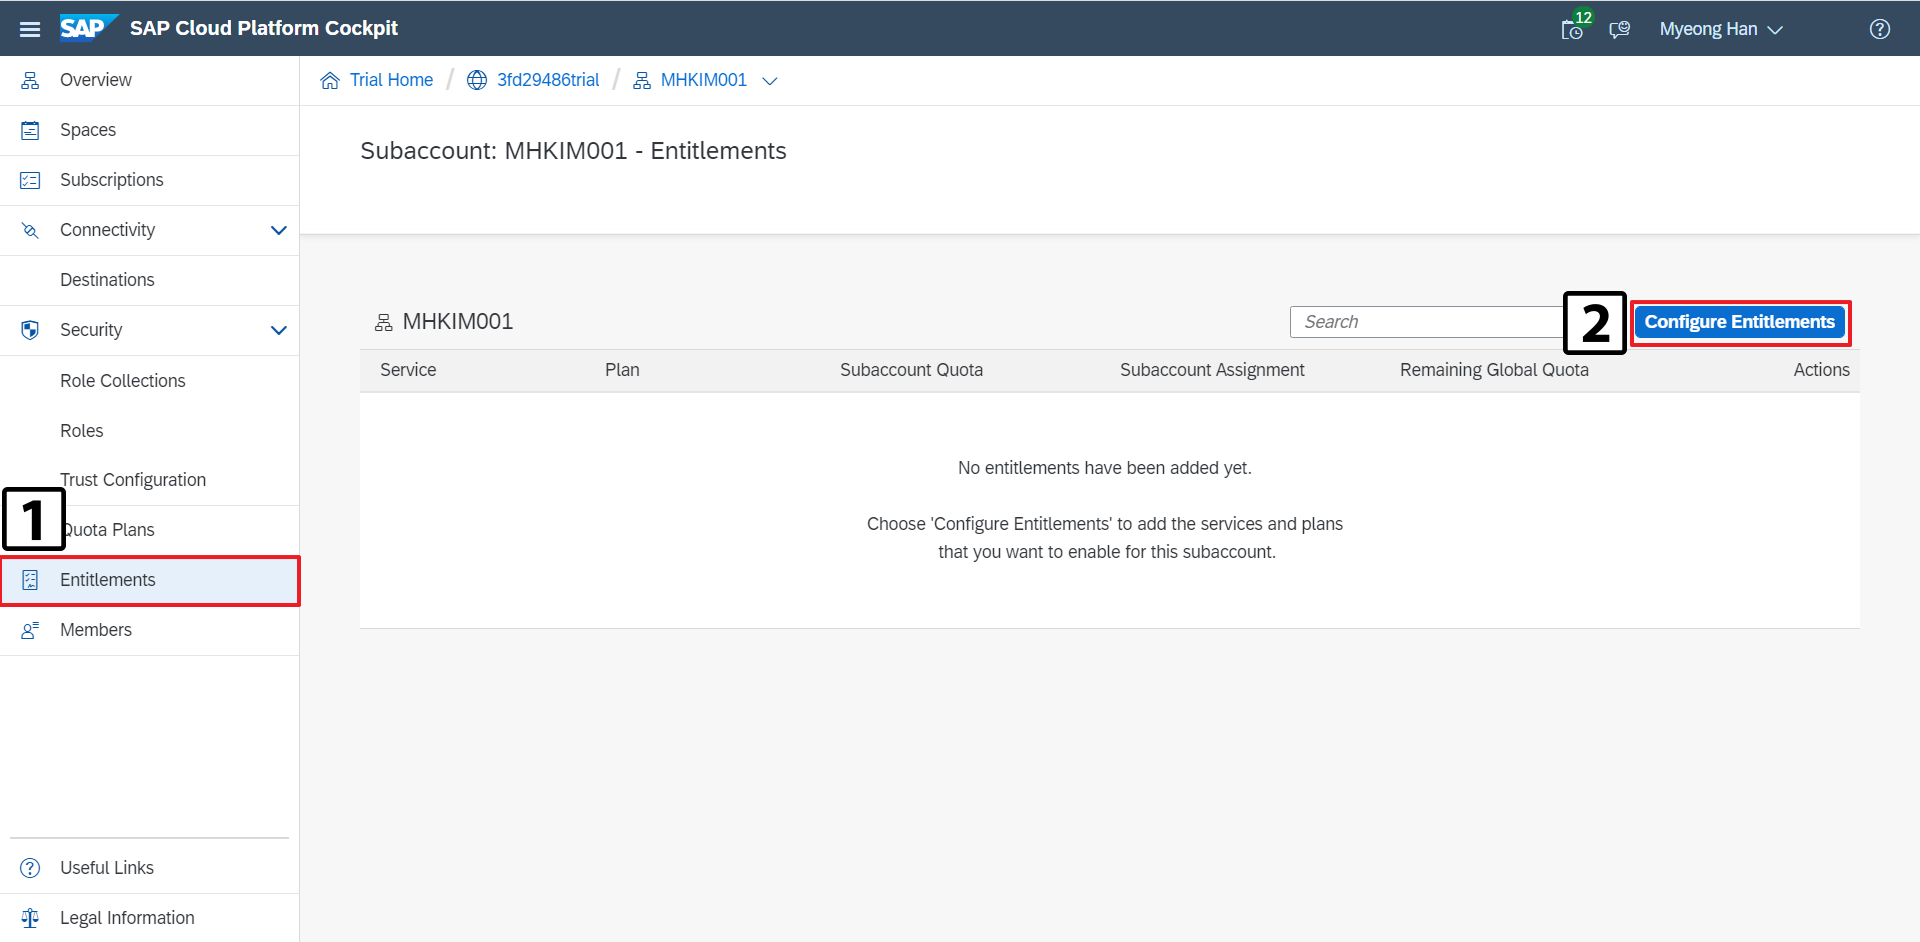 SAP SAP Cloud Platform Cockpit 12 Myeong Han
Overview
Spaces
Subscriptions
Connectivity
Destinations
Security
Role Collections
Roles
Trust Configuration
1
Quota Plans
Entitlements
Members
Useful Links
Legal Information
Trial Home / 3fd29486trial / MHKIM001
Subaccount: MHKIM001 - Entitlements
MHKIM001 Search 2 Configure Entitlements
Service Plan Subaccount Quota Subaccount Assignment Remaining Global Quota Actions
No entitlements have been added yet.
Choose 'Configure Entitlements' to add the services and plans
that you want to enable for this subaccount.